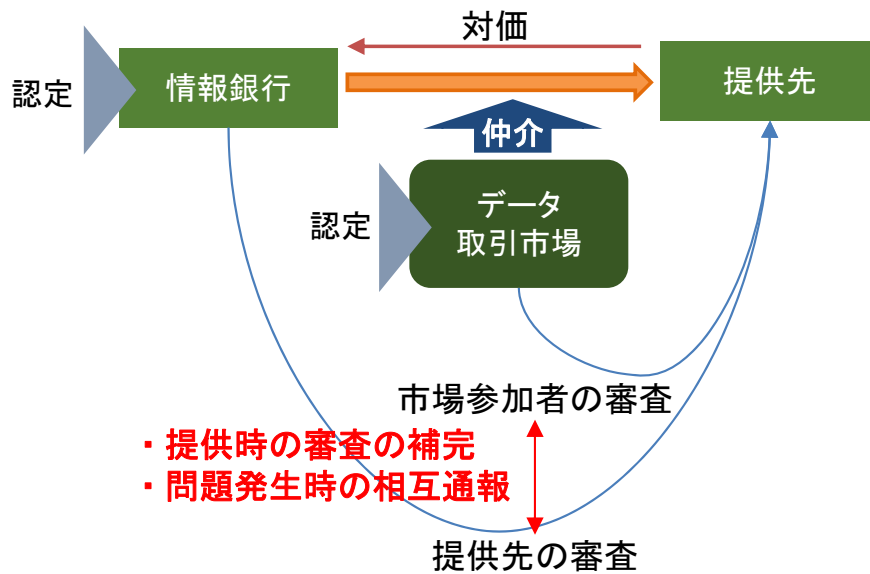 対価
認定
情報銀行
提供先
仲介
認定
データ
取引市場
市場参加者の審査
・提供時の審査の補完
・問題発生時の相互通報
提供先の審査